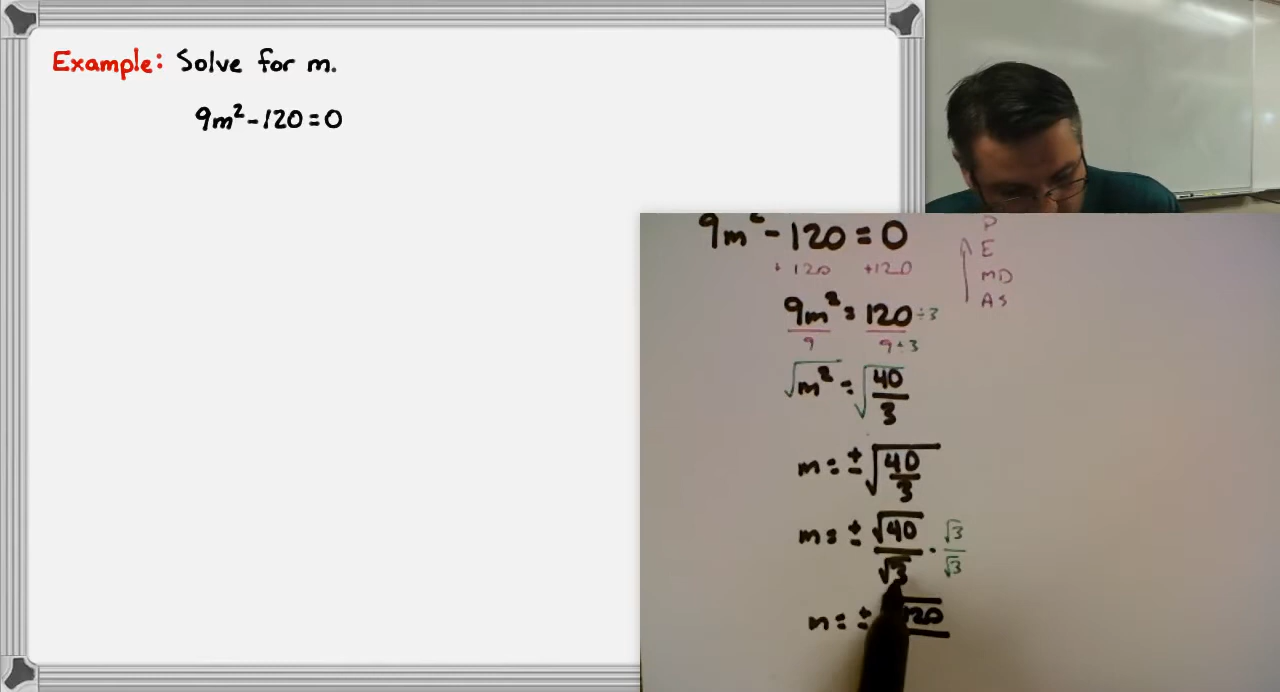 Example: Solve for m.
9m²-120=0
9m²-120=0
+120 +120
P
E
MD
AS
9m²=120÷3
9 9÷3
√m²=√40/3
m=±√40/3
m=±√40/√3·√3/√3
m=±√120